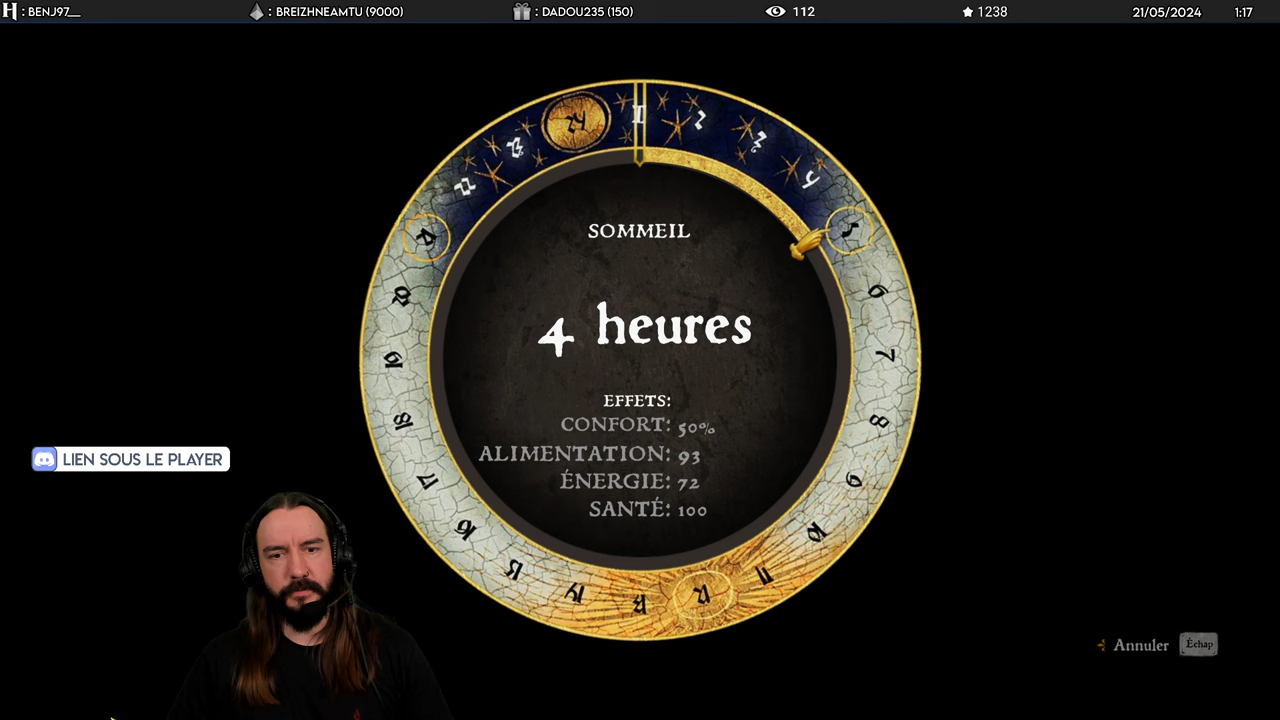 H : BENJ97__
: BREIZHNEAMTU (9000)
: DADOU235 (150)
112
1238
21/05/2024
1:17
SOMMEIL
4 heures
EFFETS:
CONFORT: 50%
ALIMENTATION: 93
ÉNERGIE: 72
SANTÉ: 100
LIEN SOUS LE PLAYER
Annuler Échap